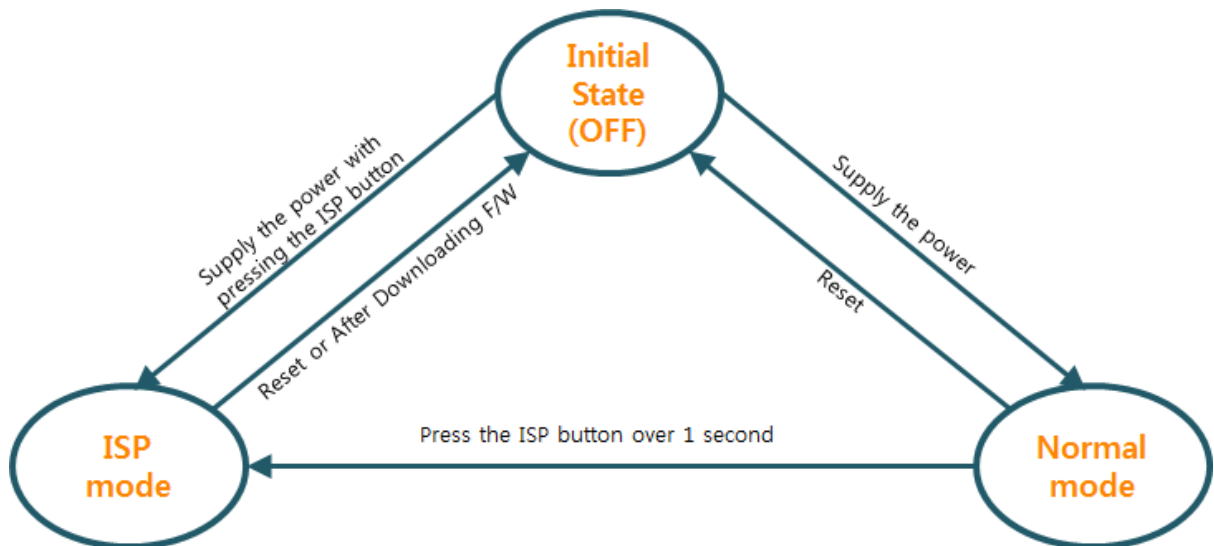 Initial
State
(OFF)
Supply the power with
pressing the ISP button
Reset or After Downloading F/W
Supply the power
Reset
Press the ISP button over 1 second
ISP
mode
Normal
mode